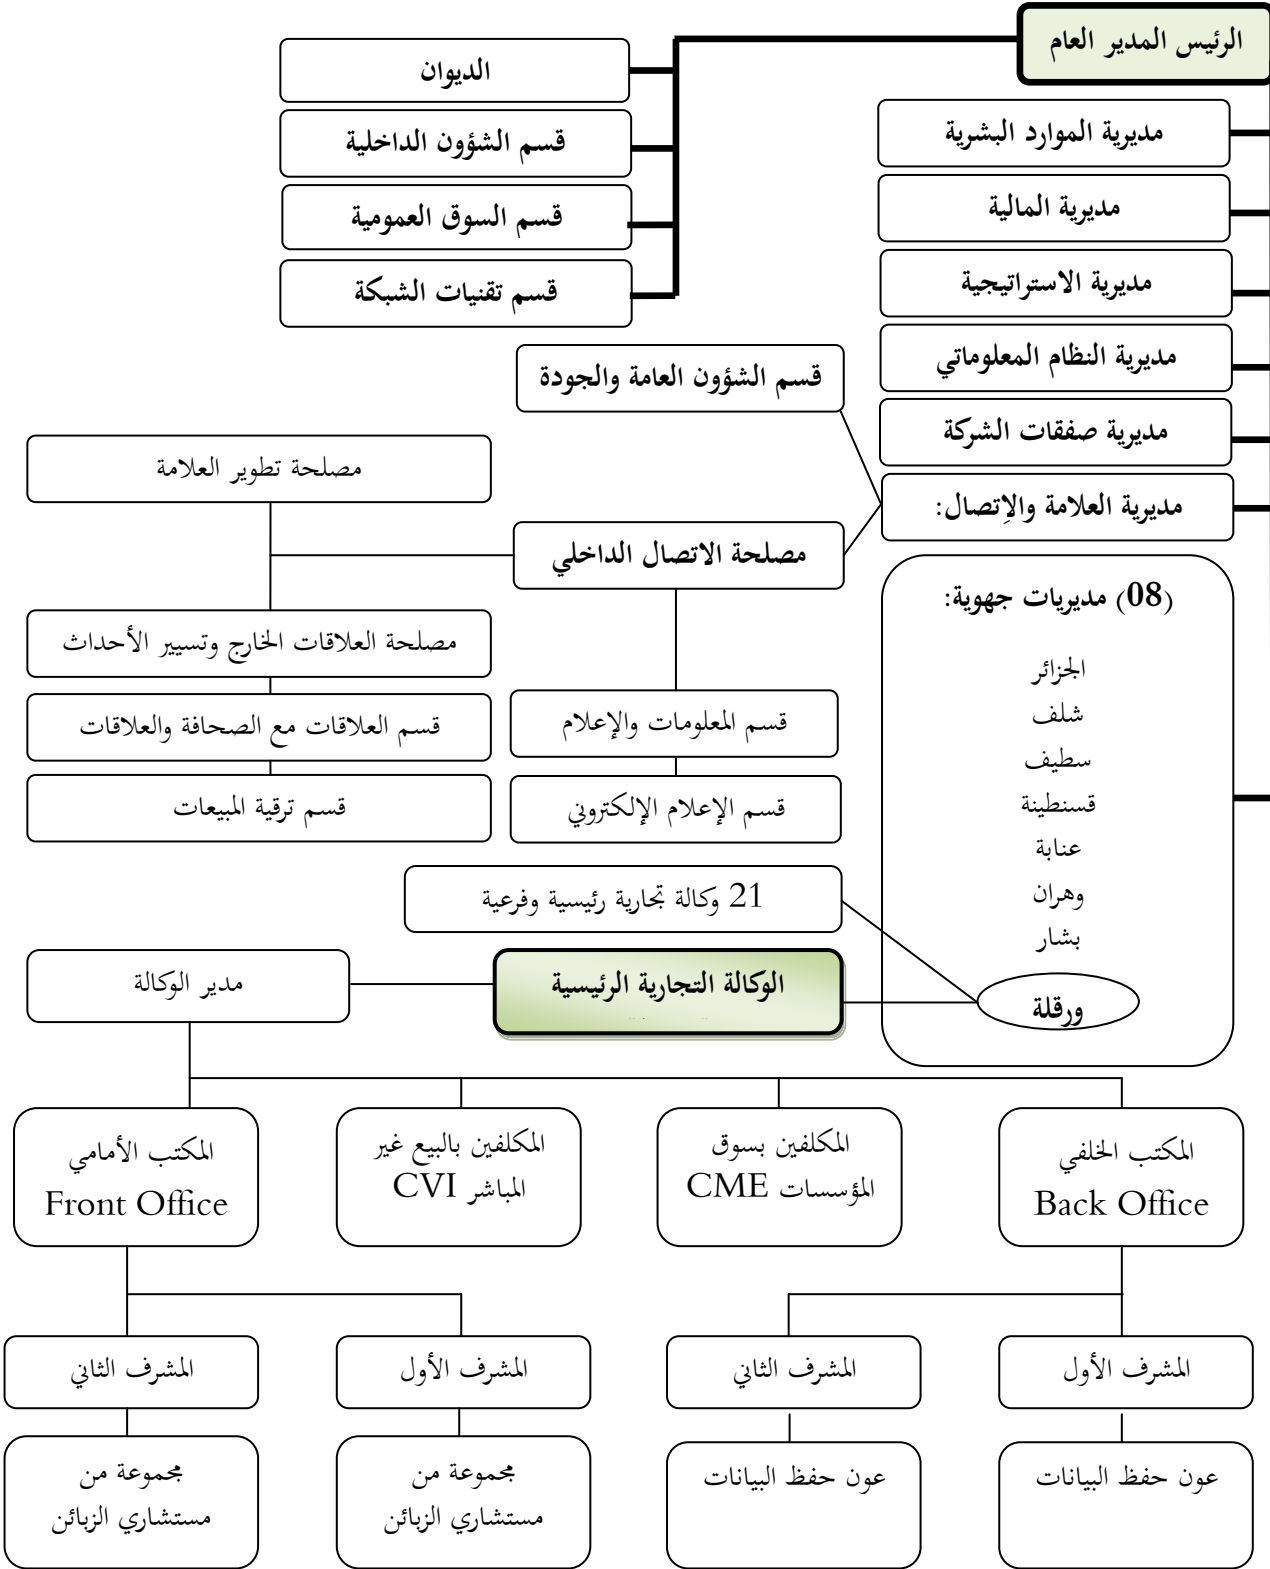 الرئيس المدير العام
الديوان
قسم الشؤون الداخلية
قسم السوق العمومية
قسم تقنيات الشبكة
مديرية الموارد البشرية
مديرية المالية
مديرية الاستراتيجية
مديرية النظام المعلوماتي
مديرية صفقات الشركة
مديرية العلامة والإتصال:
قسم الشؤون العامة والجودة
مصلحة الاتصال الداخلي
مصلحة تطوير العلامة
مصلحة العلاقات الخارج وتسيير الأحداث
قسم العلاقات مع الصحافة والعلاقات
قسم ترقية المبيعات
قسم المعلومات والإعلام
قسم الإعلام الإلكتروني
(08) مديريات جهوية:
الجزائر
شلف
سطيف
قسنطينة
عنابة
وهران
بشار
ورقلة
21 وكالة تجارية رئيسية وفرعية
الوكالة التجارية الرئيسية
مدير الوكالة
المكتب الخلفي
Back Office
المكلفين بسوق
المؤسسات CME
المكلفين بالبيع غير
المباشر CVI
المكتب الأمامي
Front Office
المشرف الأول
المشرف الثاني
المشرف الأول
المشرف الثاني
عون حفظ البيانات
عون حفظ البيانات
مجموعة من
مستشاري الزبائن
مجموعة من
مستشاري الزبائن